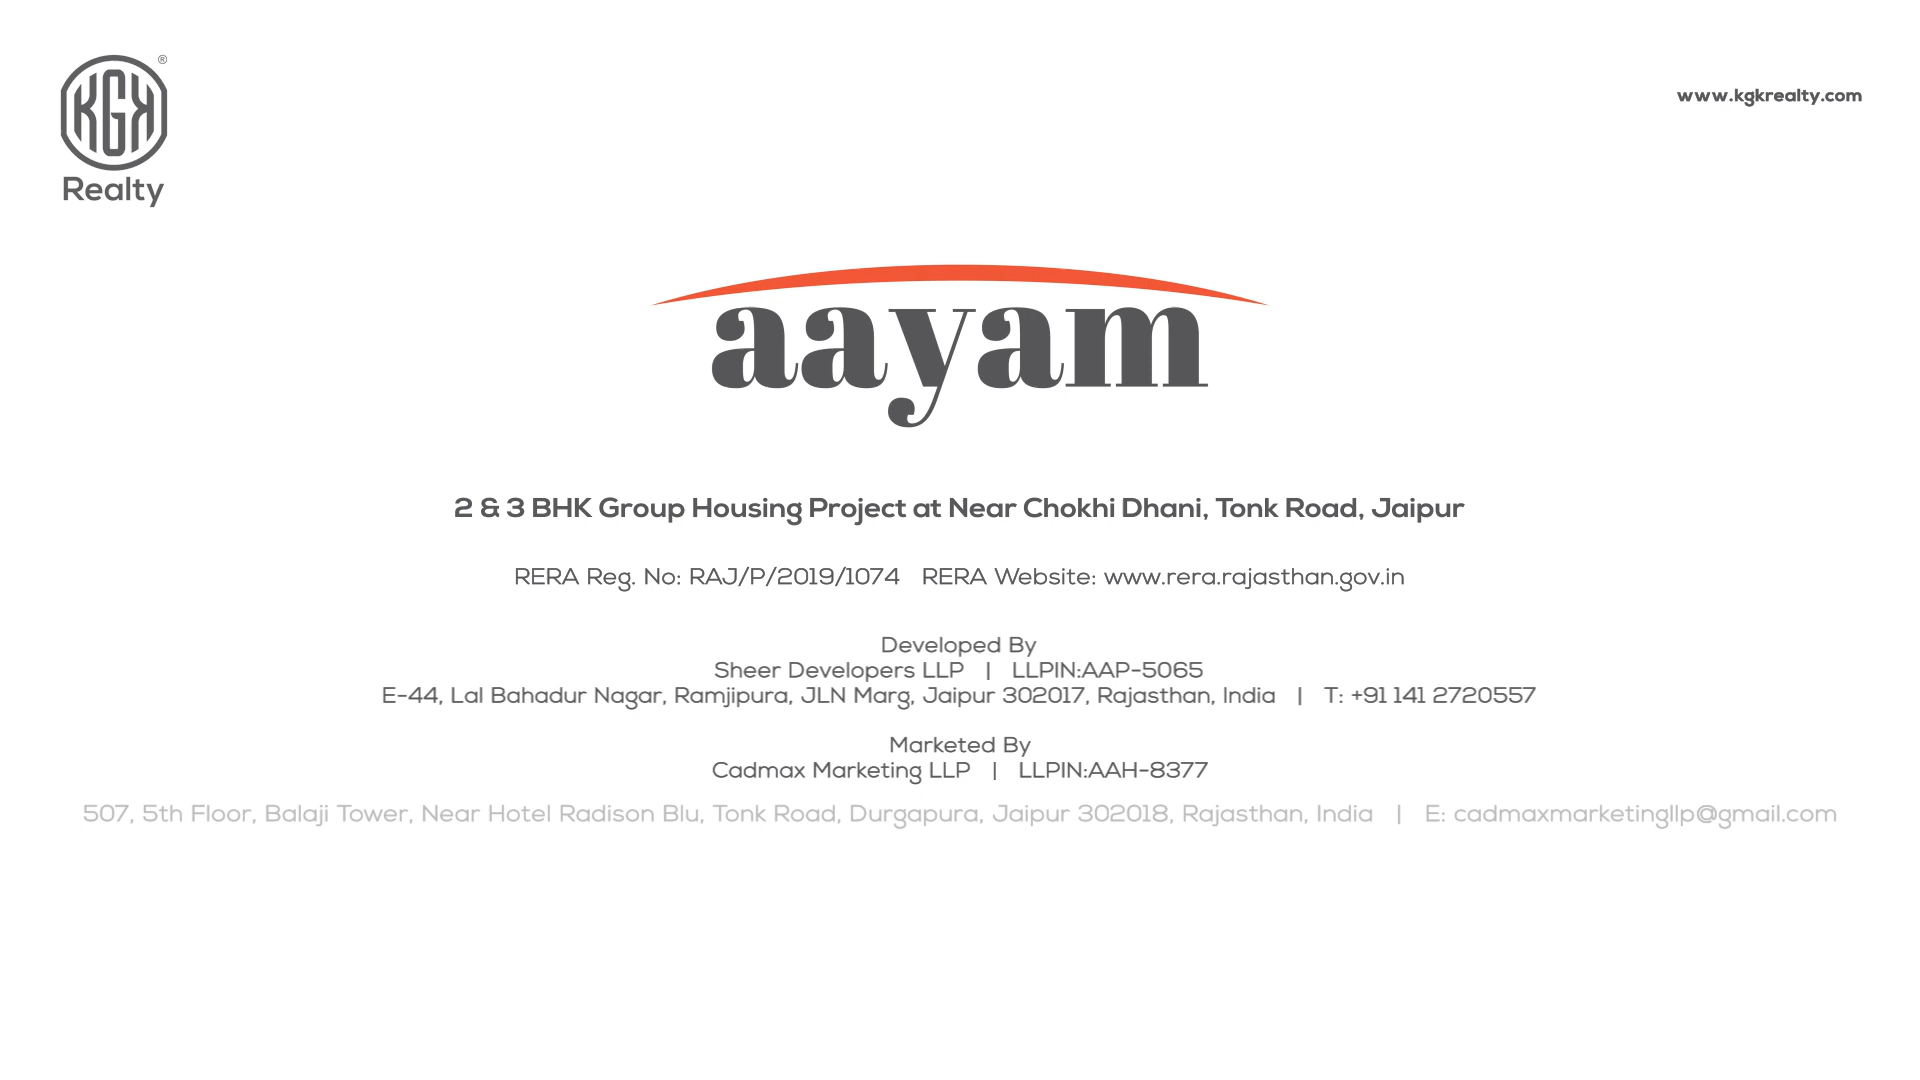 KGK ®
Realty
www.kgkrealty.com
aayam
2 & 3 BHK Group Housing Project at Near Chokhi Dhani, Tonk Road, Jaipur
RERA Reg. No: RAJ/P/2019/1074 RERA Website: www.rera.rajasthan.gov.in
Developed By
Sheer Developers LLP | LLPIN:AAP-5065
E-44, Lal Bahadur Nagar, Ramjipura, JLN Marg, Jaipur 302017, Rajasthan, India | T: +91 141 2720557
Marketed By
Cadmax Marketing LLP | LLPIN:AAH-8377
507, 5th Floor, Balaji Tower, Near Hotel Radison Blu, Tonk Road, Durgapura, Jaipur 302018, Rajasthan, India | E: cadmaxmarketingllp@gmail.com